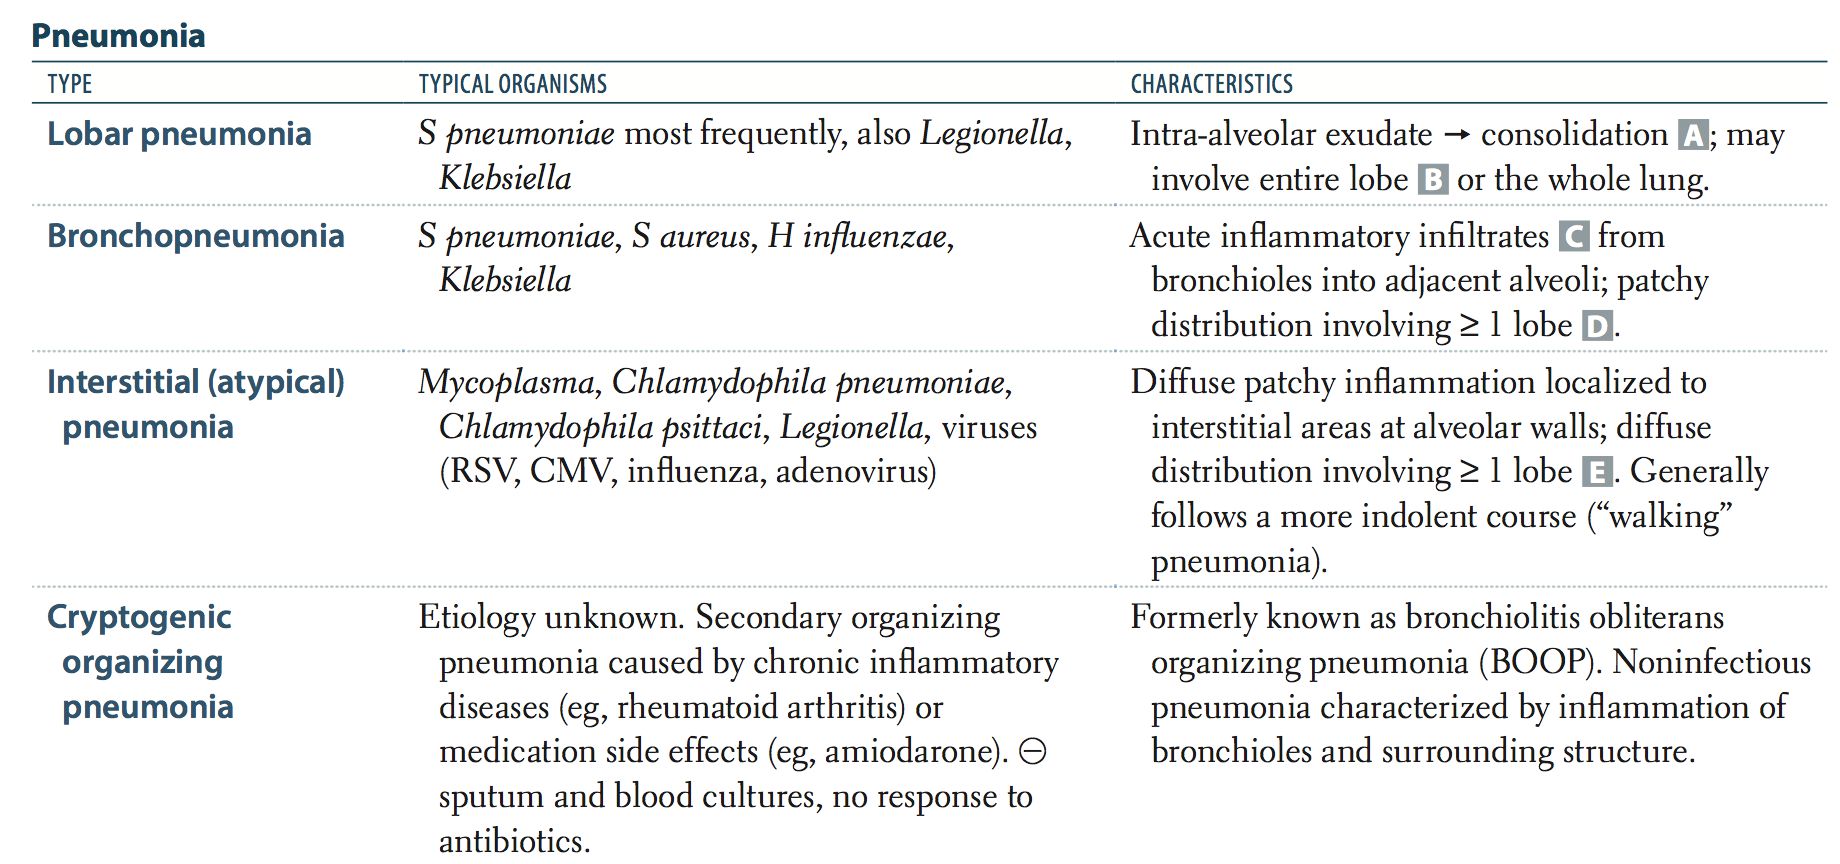 Pneumonia
TYPE TYPICAL ORGANISMS CHARACTERISTICS
Lobar pneumonia
S pneumoniae most frequently, also Legionella,
Klebsiella
Intra-alveolar exudate → consolidation A; may
involve entire lobe B or the whole lung.
Bronchopneumonia
S pneumoniae, S aureus, H influenzae,
Klebsiella
Acute inflammatory infiltrates C from
bronchioles into adjacent alveoli; patchy
distribution involving ≥ 1 lobe D.
Interstitial (atypical)
pneumonia
Mycoplasma, Chlamydophila pneumoniae,
Chlamydophila psittaci, Legionella, viruses
(RSV, CMV, influenza, adenovirus)
Diffuse patchy inflammation localized to
interstitial areas at alveolar walls; diffuse
distribution involving ≥ 1 lobe E. Generally
follows a more indolent course (“walking”
pneumonia).
Cryptogenic
organizing
pneumonia
Etiology unknown. Secondary organizing
pneumonia caused by chronic inflammatory
diseases (eg, rheumatoid arthritis) or
medication side effects (eg, amiodarone). ⊖
sputum and blood cultures, no response to
antibiotics.
Formerly known as bronchiolitis obliterans
organizing pneumonia (BOOP). Noninfectious
pneumonia characterized by inflammation of
bronchioles and surrounding structure.